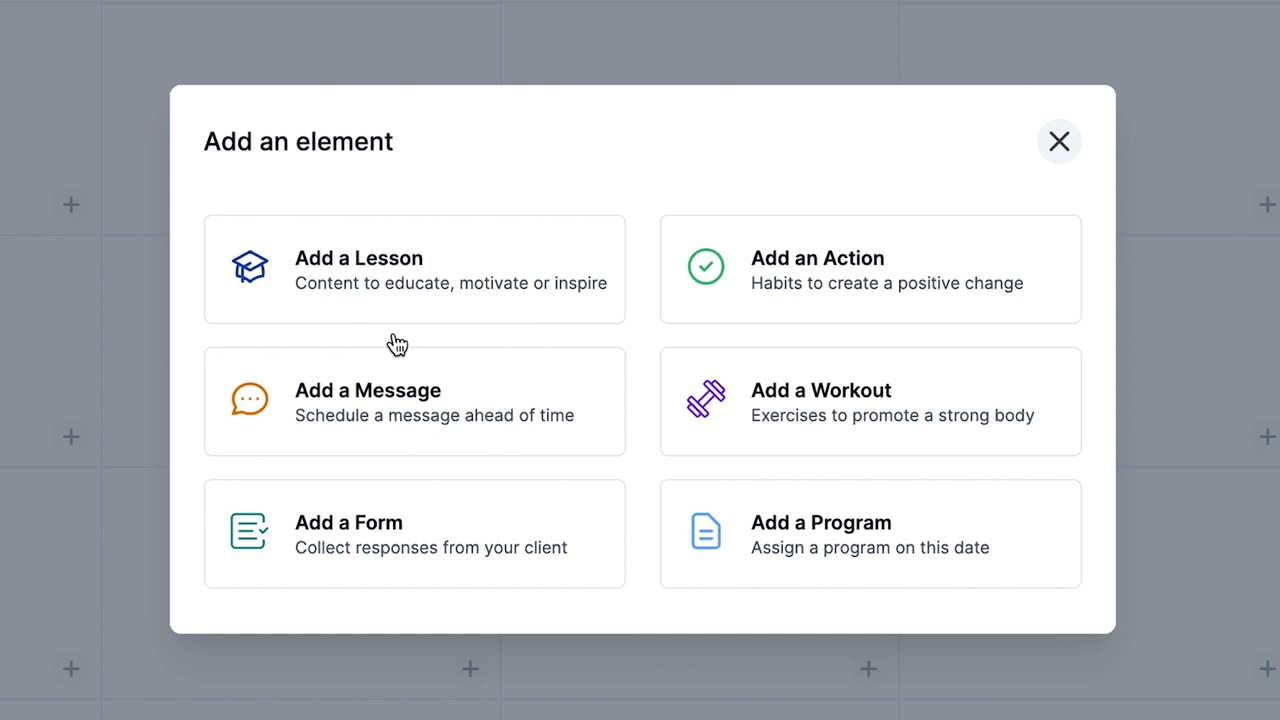 Add an element
Add a Lesson
Content to educate, motivate or inspire
Add an Action
Habits to create a positive change
Add a Message
Schedule a message ahead of time
Add a Workout
Exercises to promote a strong body
Add a Form
Collect responses from your client
Add a Program
Assign a program on this date